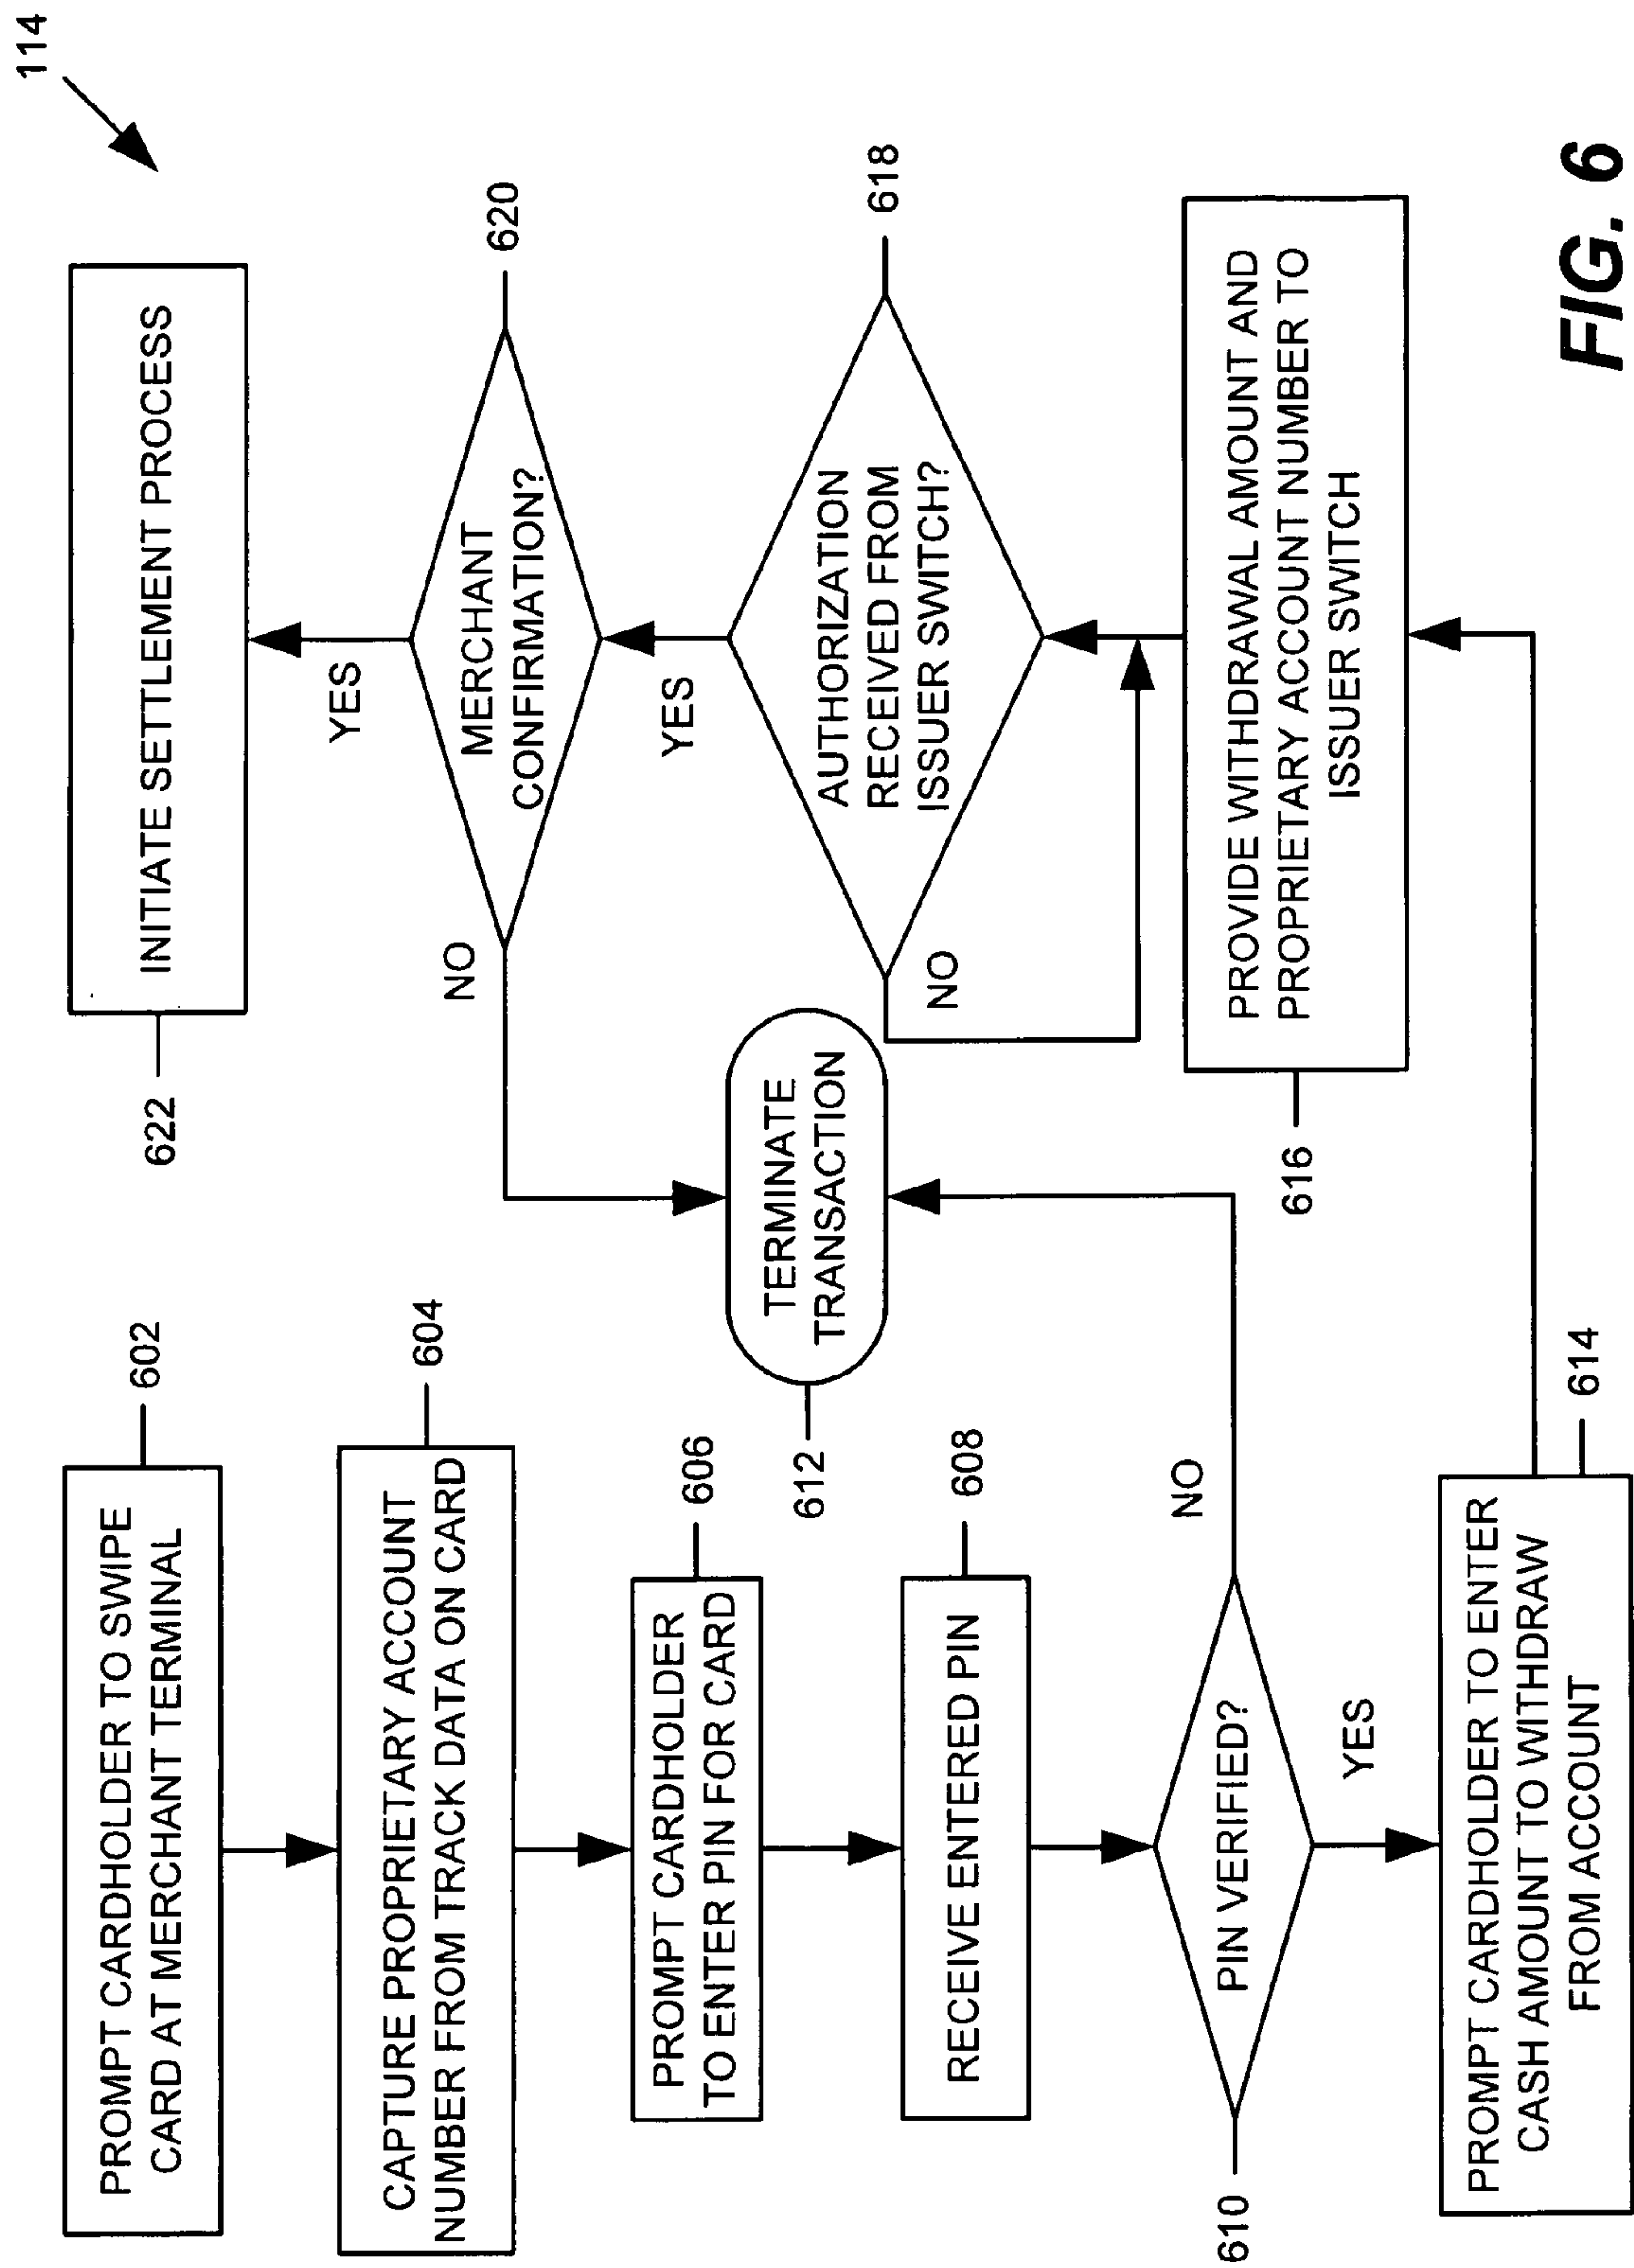 114
PROMPT CARDHOLDER TO SWIPE
CARD AT MERCHANT TERMINAL
602
CAPTURE PROPRIETARY ACCOUNT
NUMBER FROM TRACK DATA ON CARD
604
PROMPT CARDHOLDER
TO ENTER PIN FOR CARD
606
RECEIVE ENTERED PIN
608
PIN VERIFIED?
610
NO
YES
TERMINATE
TRANSACTION
612
PROMPT CARDHOLDER TO ENTER
CASH AMOUNT TO WITHDRAW
FROM ACCOUNT
614
PROVIDE WITHDRAWAL AMOUNT AND
PROPRIETARY ACCOUNT NUMBER TO
ISSUER SWITCH
616
AUTHORIZATION
RECEIVED FROM
ISSUER SWITCH?
618
NO
YES
MERCHANT
CONFIRMATION?
620
NO
YES
INITIATE SETTLEMENT PROCESS
622
FIG. 6